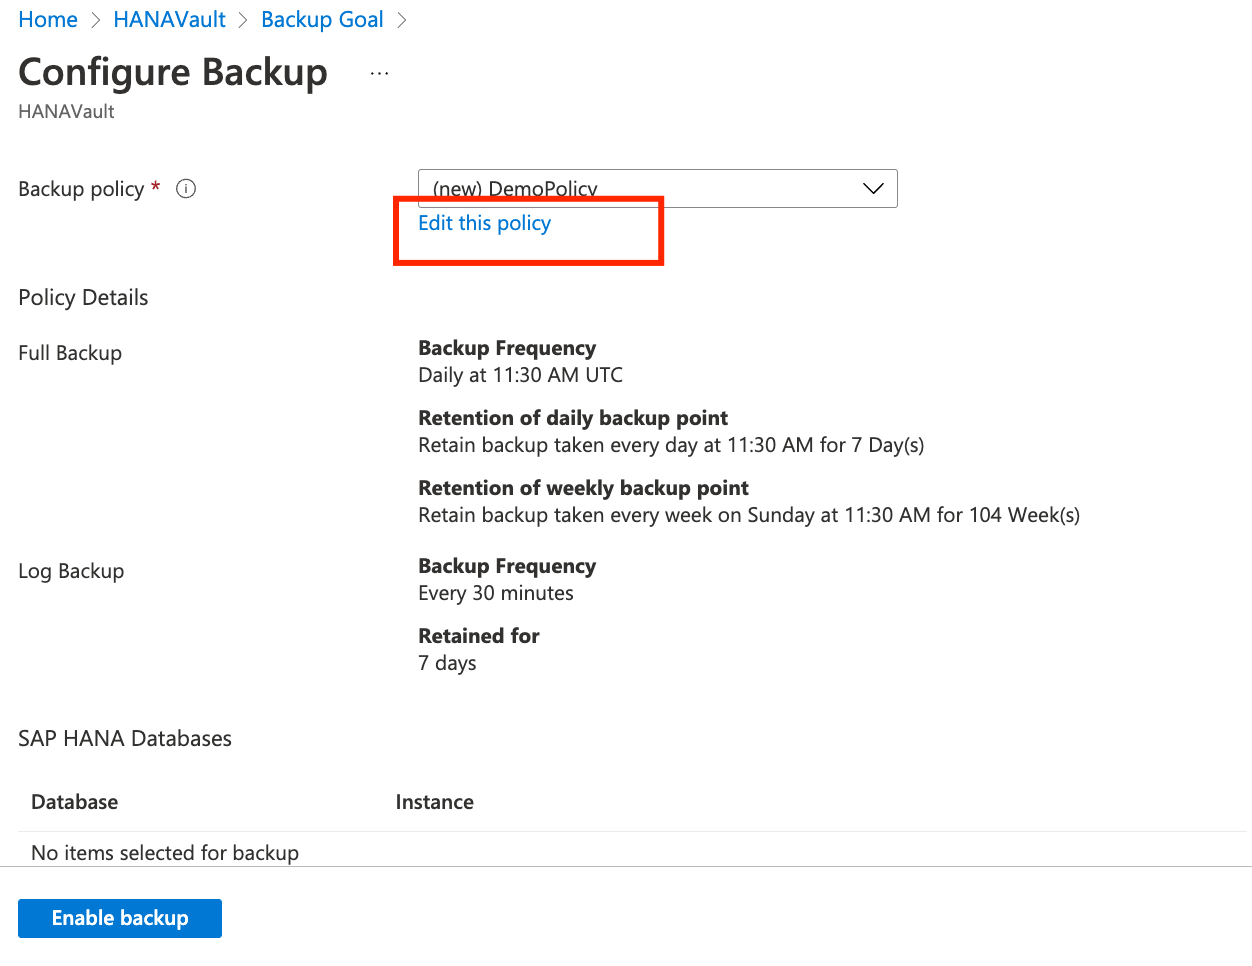 Home > HANAVault > Backup Goal >
Configure Backup ...
HANAVault
Backup policy * i (new) DemoPolicy
Edit this policy
Policy Details
Full Backup
Backup Frequency
Daily at 11:30 AM UTC
Retention of daily backup point
Retain backup taken every day at 11:30 AM for 7 Day(s)
Retention of weekly backup point
Retain backup taken every week on Sunday at 11:30 AM for 104 Week(s)
Log Backup
Backup Frequency
Every 30 minutes
Retained for
7 days
SAP HANA Databases
Database Instance
No items selected for backup
Enable backup